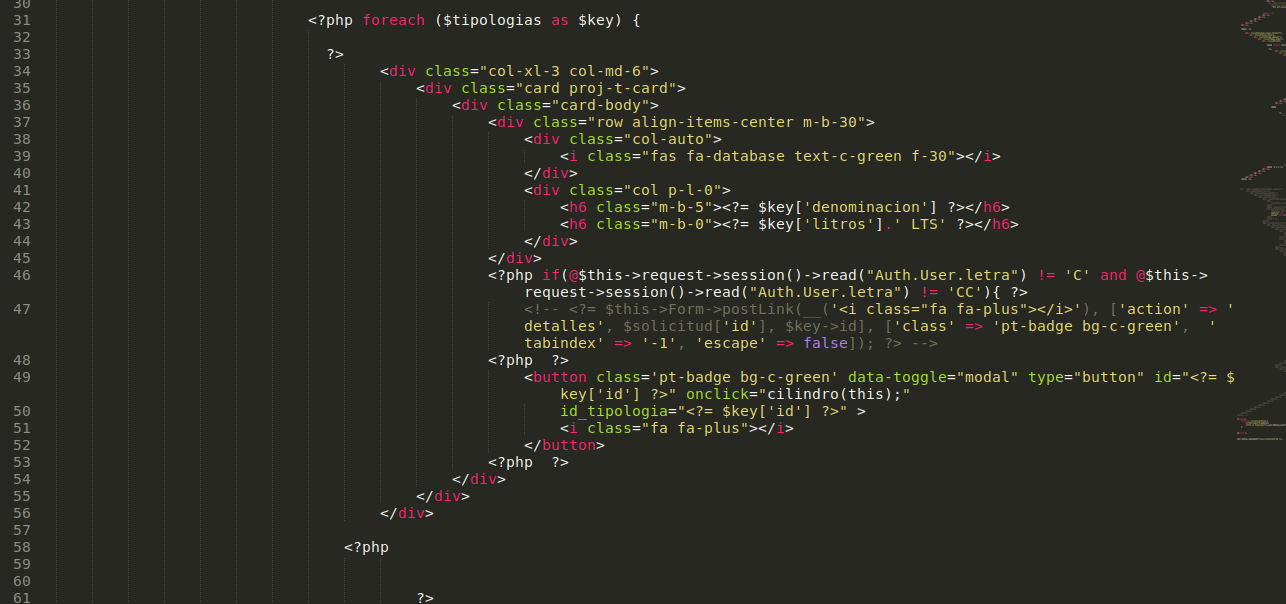 30
31 <?php foreach ($tipologias as $key) {
32
33 ?>
34 <div class="col-xl-3 col-md-6">
35 <div class="card proj-t-card">
36 <div class="card-body">
37 <div class="row align-items-center m-b-30">
38 <div class="col-auto">
39 <i class="fas fa-database text-c-green f-30"></i>
40 </div>
41 <div class="col p-l-0">
42 <h6 class="m-b-5"><?= $key['denominacion'] ?></h6>
43 <h6 class="m-b-0"><?= $key['litros'].' LTS' ?></h6>
44 </div>
45 </div>
46 <?php if(@$this->request->session()->read("Auth.User.letra") != 'C' and @$this->
request->session()->read("Auth.User.letra") != 'CC'){ ?>
47 <!-- <?= $this->Form->postLink(__('<i class="fa fa-plus"></i>'), ['action' => '
detalles', $solicitud['id'], $key->id], ['class' => 'pt-badge bg-c-green',  '
tabindex' => '-1', 'escape' => false]); ?> -->
48 <?php  ?>
49 <button class='pt-badge bg-c-green' data-toggle="modal" type="button" id="<?= $
key['id'] ?>" onclick="cilindro(this);"
50 id_tipologia="<?= $key['id'] ?>" >
51 <i class="fa fa-plus"></i>
52 </button>
53 <?php  ?>
54 </div>
55 </div>
56 </div>
57
58 <?php
59
60
61 ?>